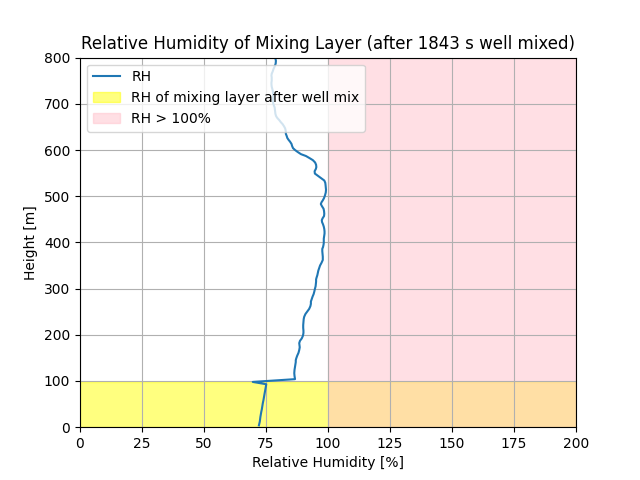 Relative Humidity of Mixing Layer (after 1843 s well mixed)
800
700
600
500
400
300
200
100
0
Height [m]
RH
RH of mixing layer after well mix
RH > 100%
0 25 50 75 100 125 150 175 200
Relative Humidity [%]